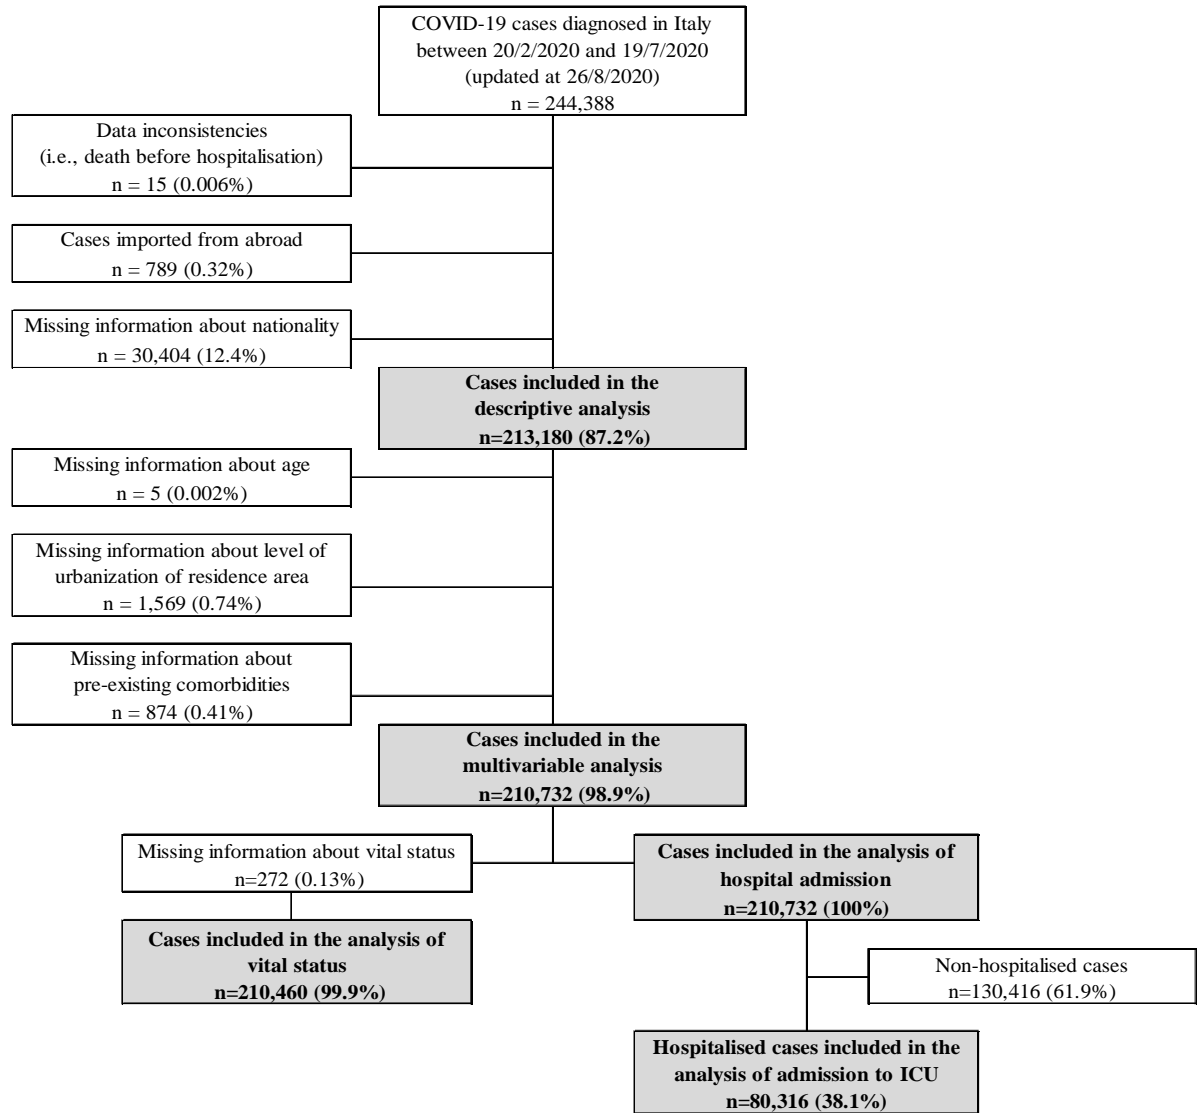 COVID-19 cases diagnosed in Italy
between 20/2/2020 and 19/7/2020
(updated at 26/8/2020)
n = 244,388
Data inconsistencies
(i.e., death before hospitalisation)
n = 15 (0.006%)
Cases imported from abroad
n = 789 (0.32%)
Missing information about nationality
n = 30,404 (12.4%)
Cases included in the
descriptive analysis
n=213,180 (87.2%)
Missing information about age
n = 5 (0.002%)
Missing information about level of
urbanization of residence area
n = 1,569 (0.74%)
Missing information about
pre-existing comorbidities
n = 874 (0.41%)
Cases included in the
multivariable analysis
n=210,732 (98.9%)
Missing information about vital status
n=272 (0.13%)
Cases included in the analysis of
vital status
n=210,460 (99.9%)
Cases included in the analysis of
hospital admission
n=210,732 (100%)
Non-hospitalised cases
n=130,416 (61.9%)
Hospitalised cases included in the
analysis of admission to ICU
n=80,316 (38.1%)